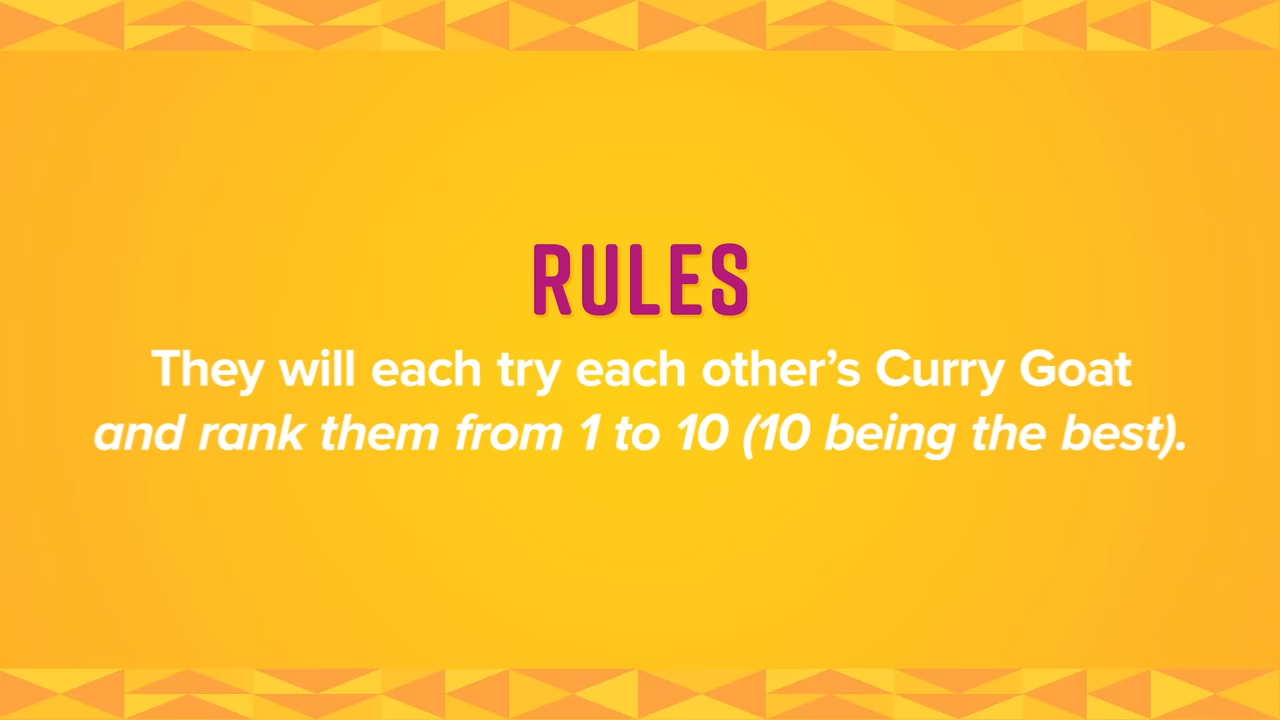 RULES
They will each try each other’s Curry Goat
and rank them from 1 to 10 (10 being the best).